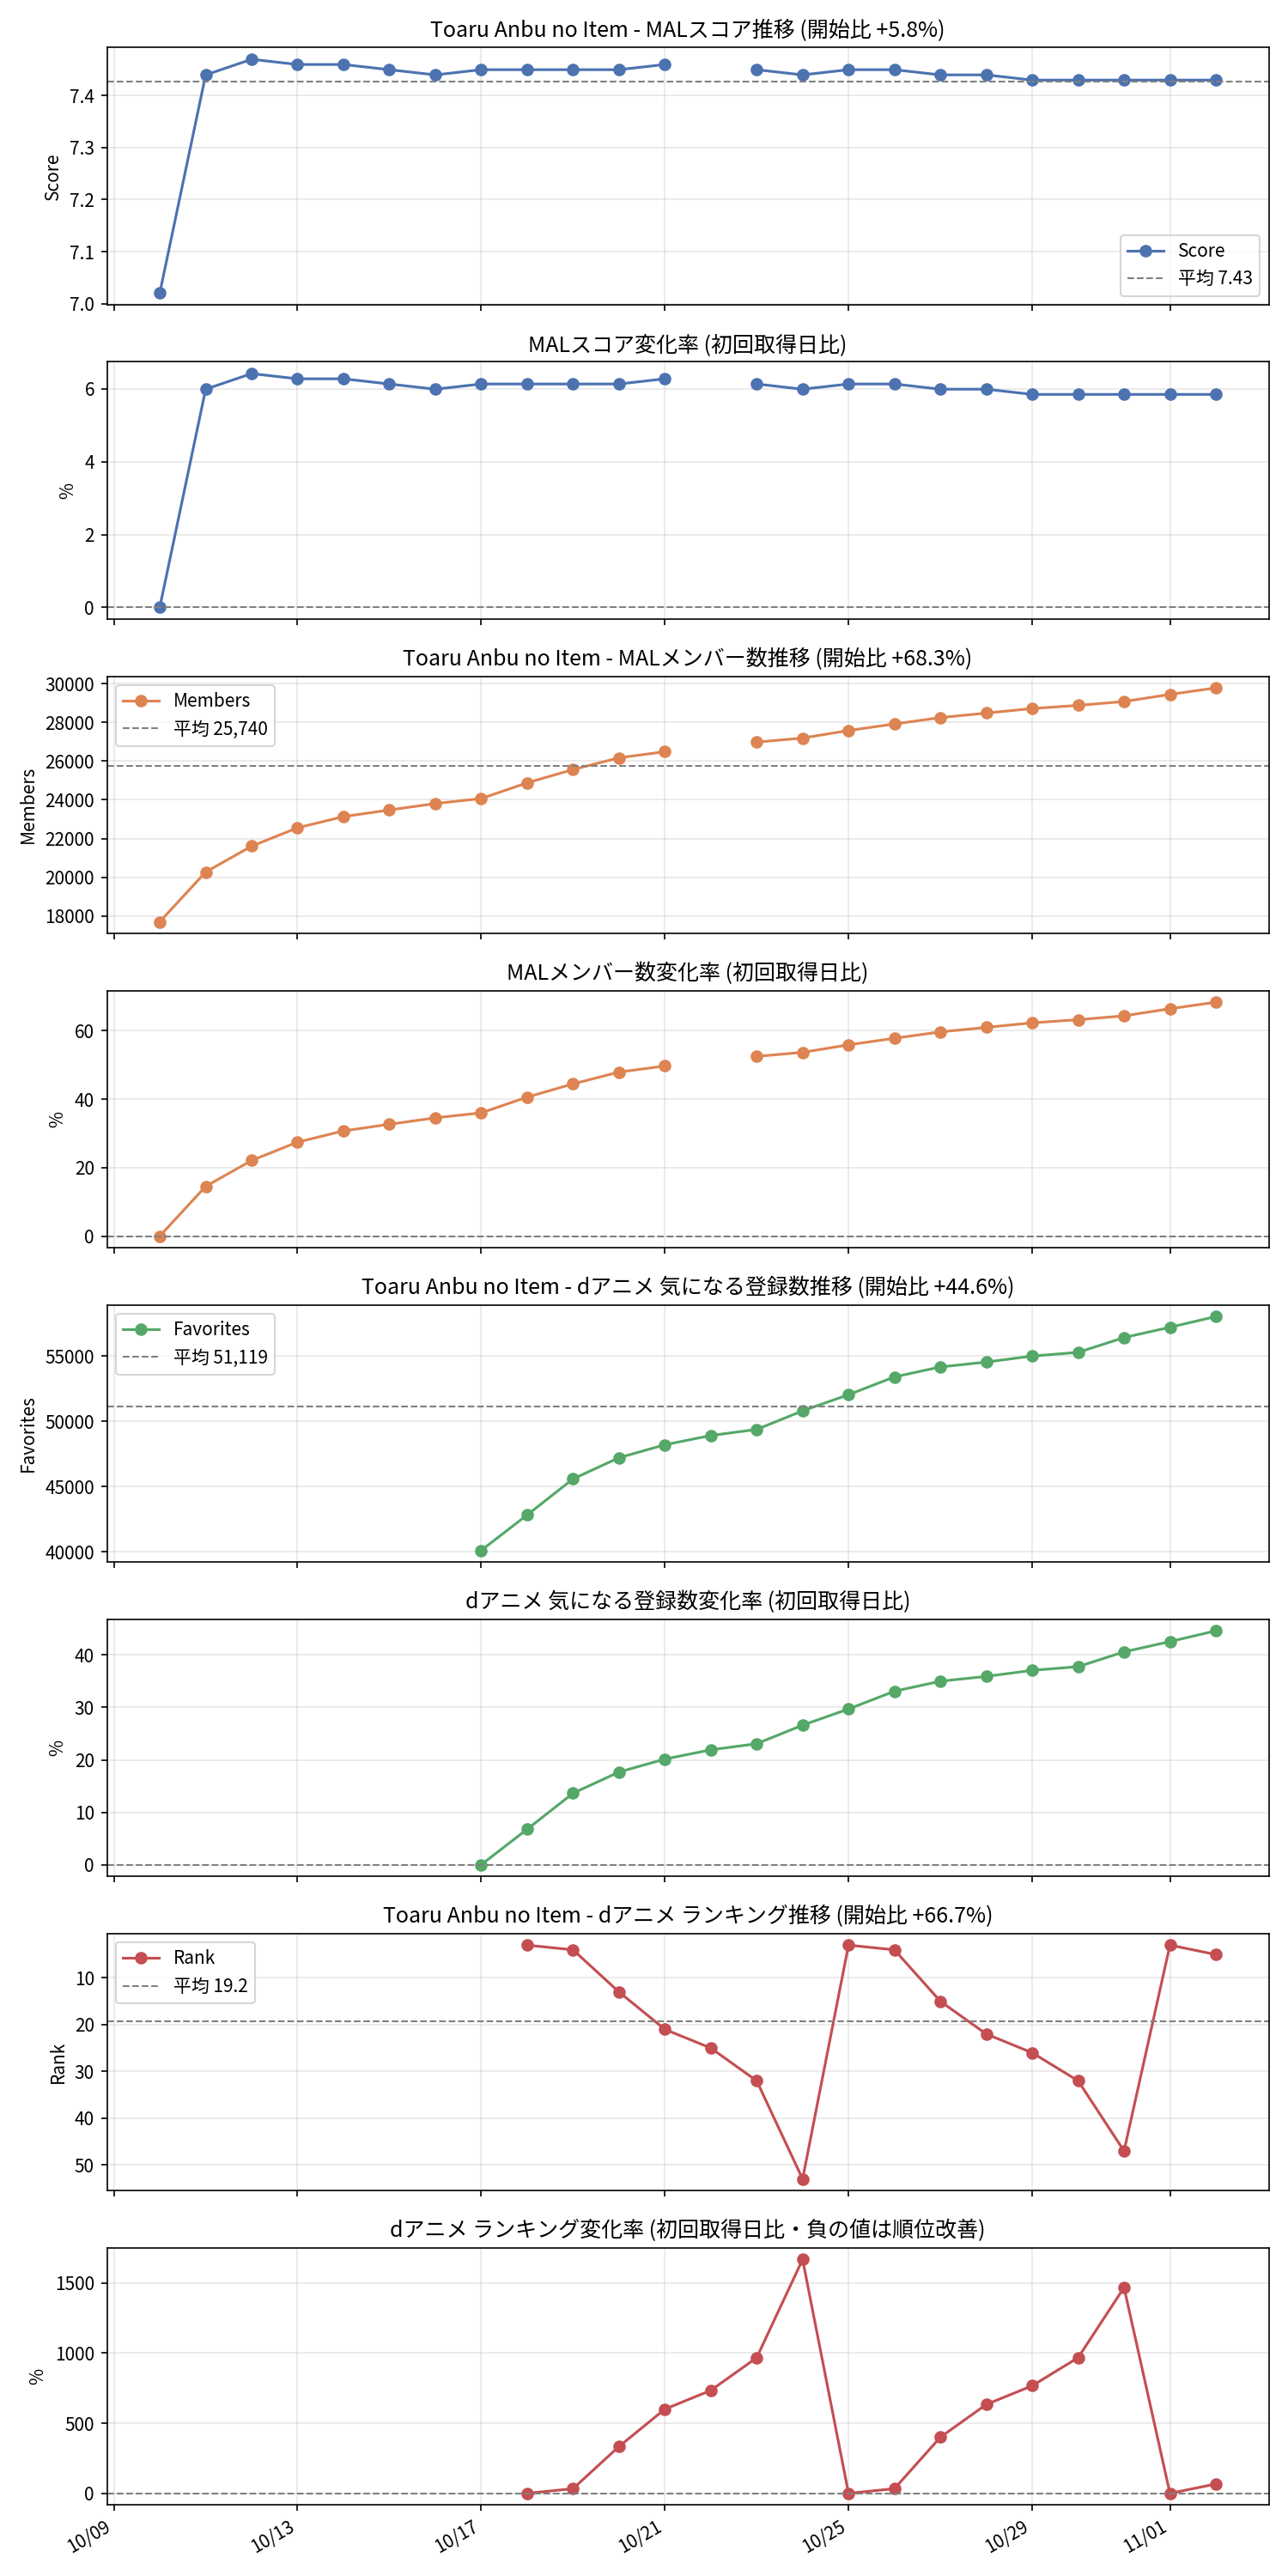 Toaru Anbu no Item - MALスコア推移 (開始比 +5.8%)
7.4
7.3
7.2
7.1
7.0
Score
Score
平均 7.43
MALスコア変化率 (初回取得日比)
6
4
2
0
%
Toaru Anbu no Item - MALメンバー数推移 (開始比 +68.3%)
30000
28000
26000
24000
22000
20000
18000
Members
Members
平均 25,740
MALメンバー数変化率 (初回取得日比)
60
40
20
0
%
Toaru Anbu no Item - dアニメ 気になる登録数推移 (開始比 +44.6%)
55000
50000
45000
40000
Favorites
Favorites
平均 51,119
dアニメ 気になる登録数変化率 (初回取得日比)
40
30
20
10
0
%
Toaru Anbu no Item - dアニメ ランキング推移 (開始比 +66.7%)
10
20
30
40
50
Rank
Rank
平均 19.2
dアニメ ランキング変化率 (初回取得日比・負の値は順位改善)
1500
1000
500
0
%
10/09
10/13
10/17
10/21
10/25
10/29
11/01